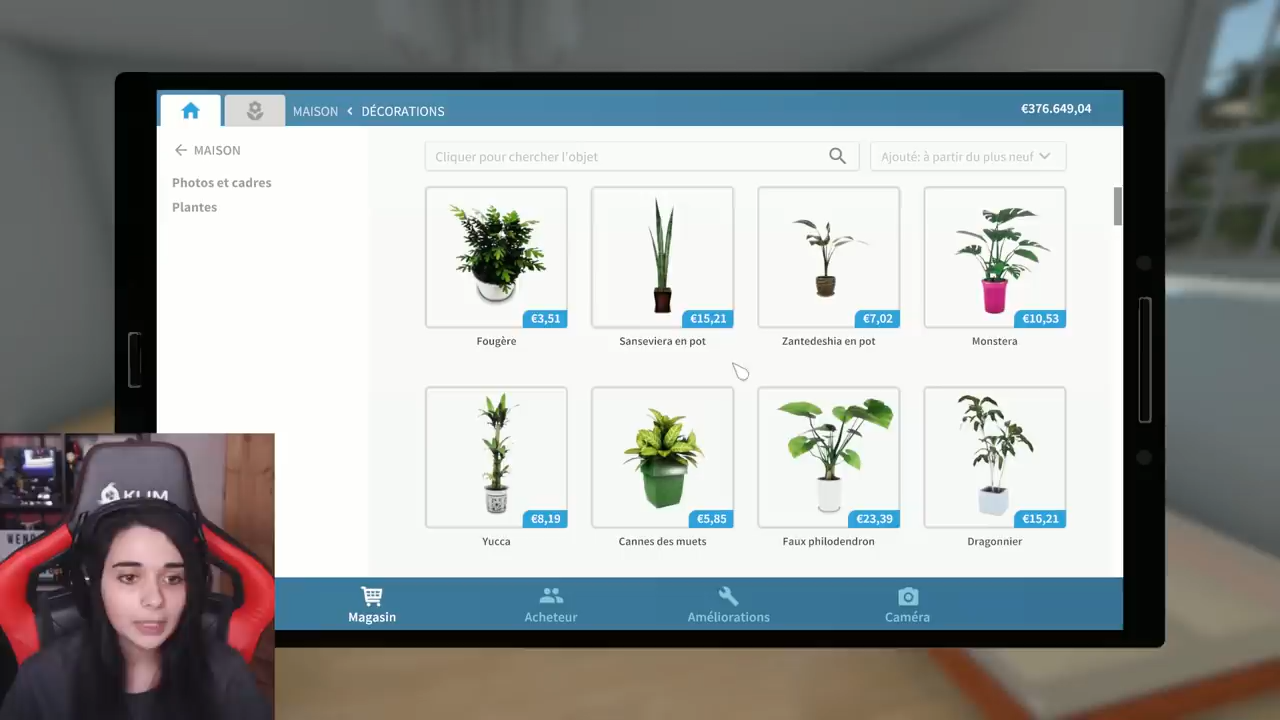 MAISON < DÉCORATIONS
€376.649,04
MAISON
Photos et cadres
Plantes
Cliquer pour chercher l'objet
Ajouté: à partir du plus neuf
€3,51
€15,21
€7,02
€10,53
Fougère
Sanseviera en pot
Zantedeshia en pot
Monstera
€8,19
€5,85
€23,39
€15,21
Yucca
Cannes des muets
Faux philodendron
Dragonnier
KLIM
Magasin
Acheteur
Améliorations
Caméra